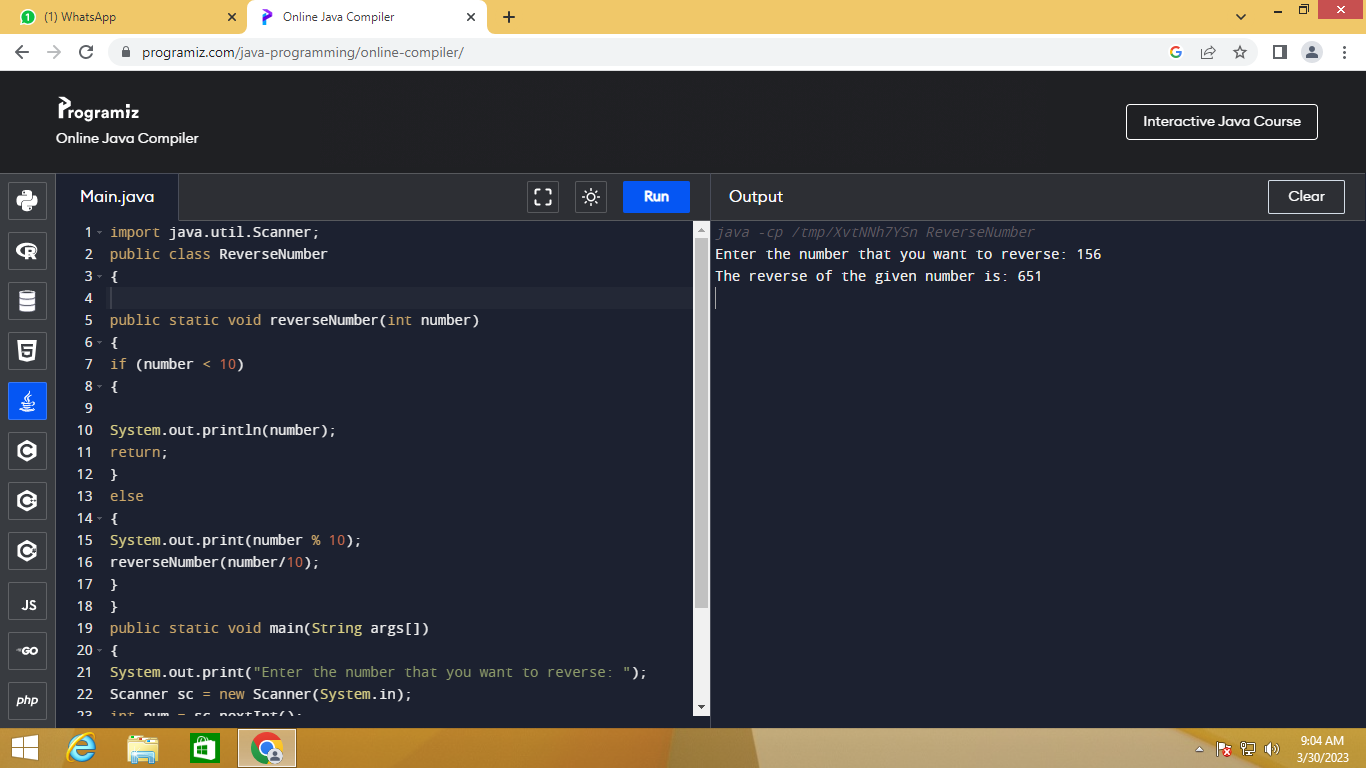 (1) WhatsApp
Online Java Compiler
programiz.com/java-programming/online-compiler/
Programiz
Online Java Compiler
Interactive Java Course
Main.java
Run
Output
Clear
1 import java.util.Scanner;
2 public class ReverseNumber
3 {
4
5 public static void reverseNumber(int number)
6 {
7 if (number < 10)
8 {
9
10 System.out.println(number);
11 return;
12 }
13 else
14 {
15 System.out.print(number % 10);
16 reverseNumber(number/10);
17 }
18 }
19 public static void main(String args[])
20 {
21 System.out.print("Enter the number that you want to reverse: ");
22 Scanner sc = new Scanner(System.in);
23 int num = sc.nextInt();
java -cp /tmp/XvtNNh7YSn ReverseNumber
Enter the number that you want to reverse: 156
The reverse of the given number is: 651
JS
GO
php
9:04 AM
3/30/2023